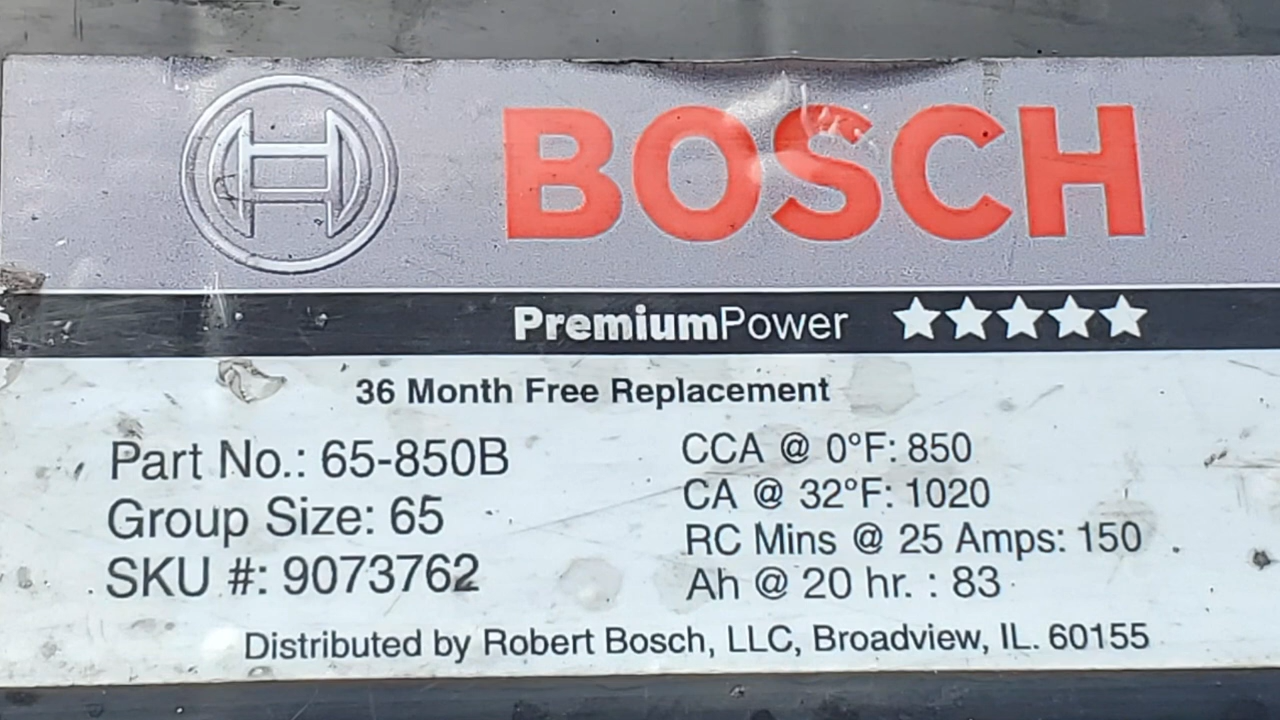 BOSCH
PremiumPower
36 Month Free Replacement
Part No.: 65-850B
Group Size: 65
SKU #: 9073762
CCA @ 0°F: 850
CA @ 32°F: 1020
RC Mins @ 25 Amps: 150
Ah @ 20 hr. : 83
Distributed by Robert Bosch, LLC, Broadview, IL. 60155